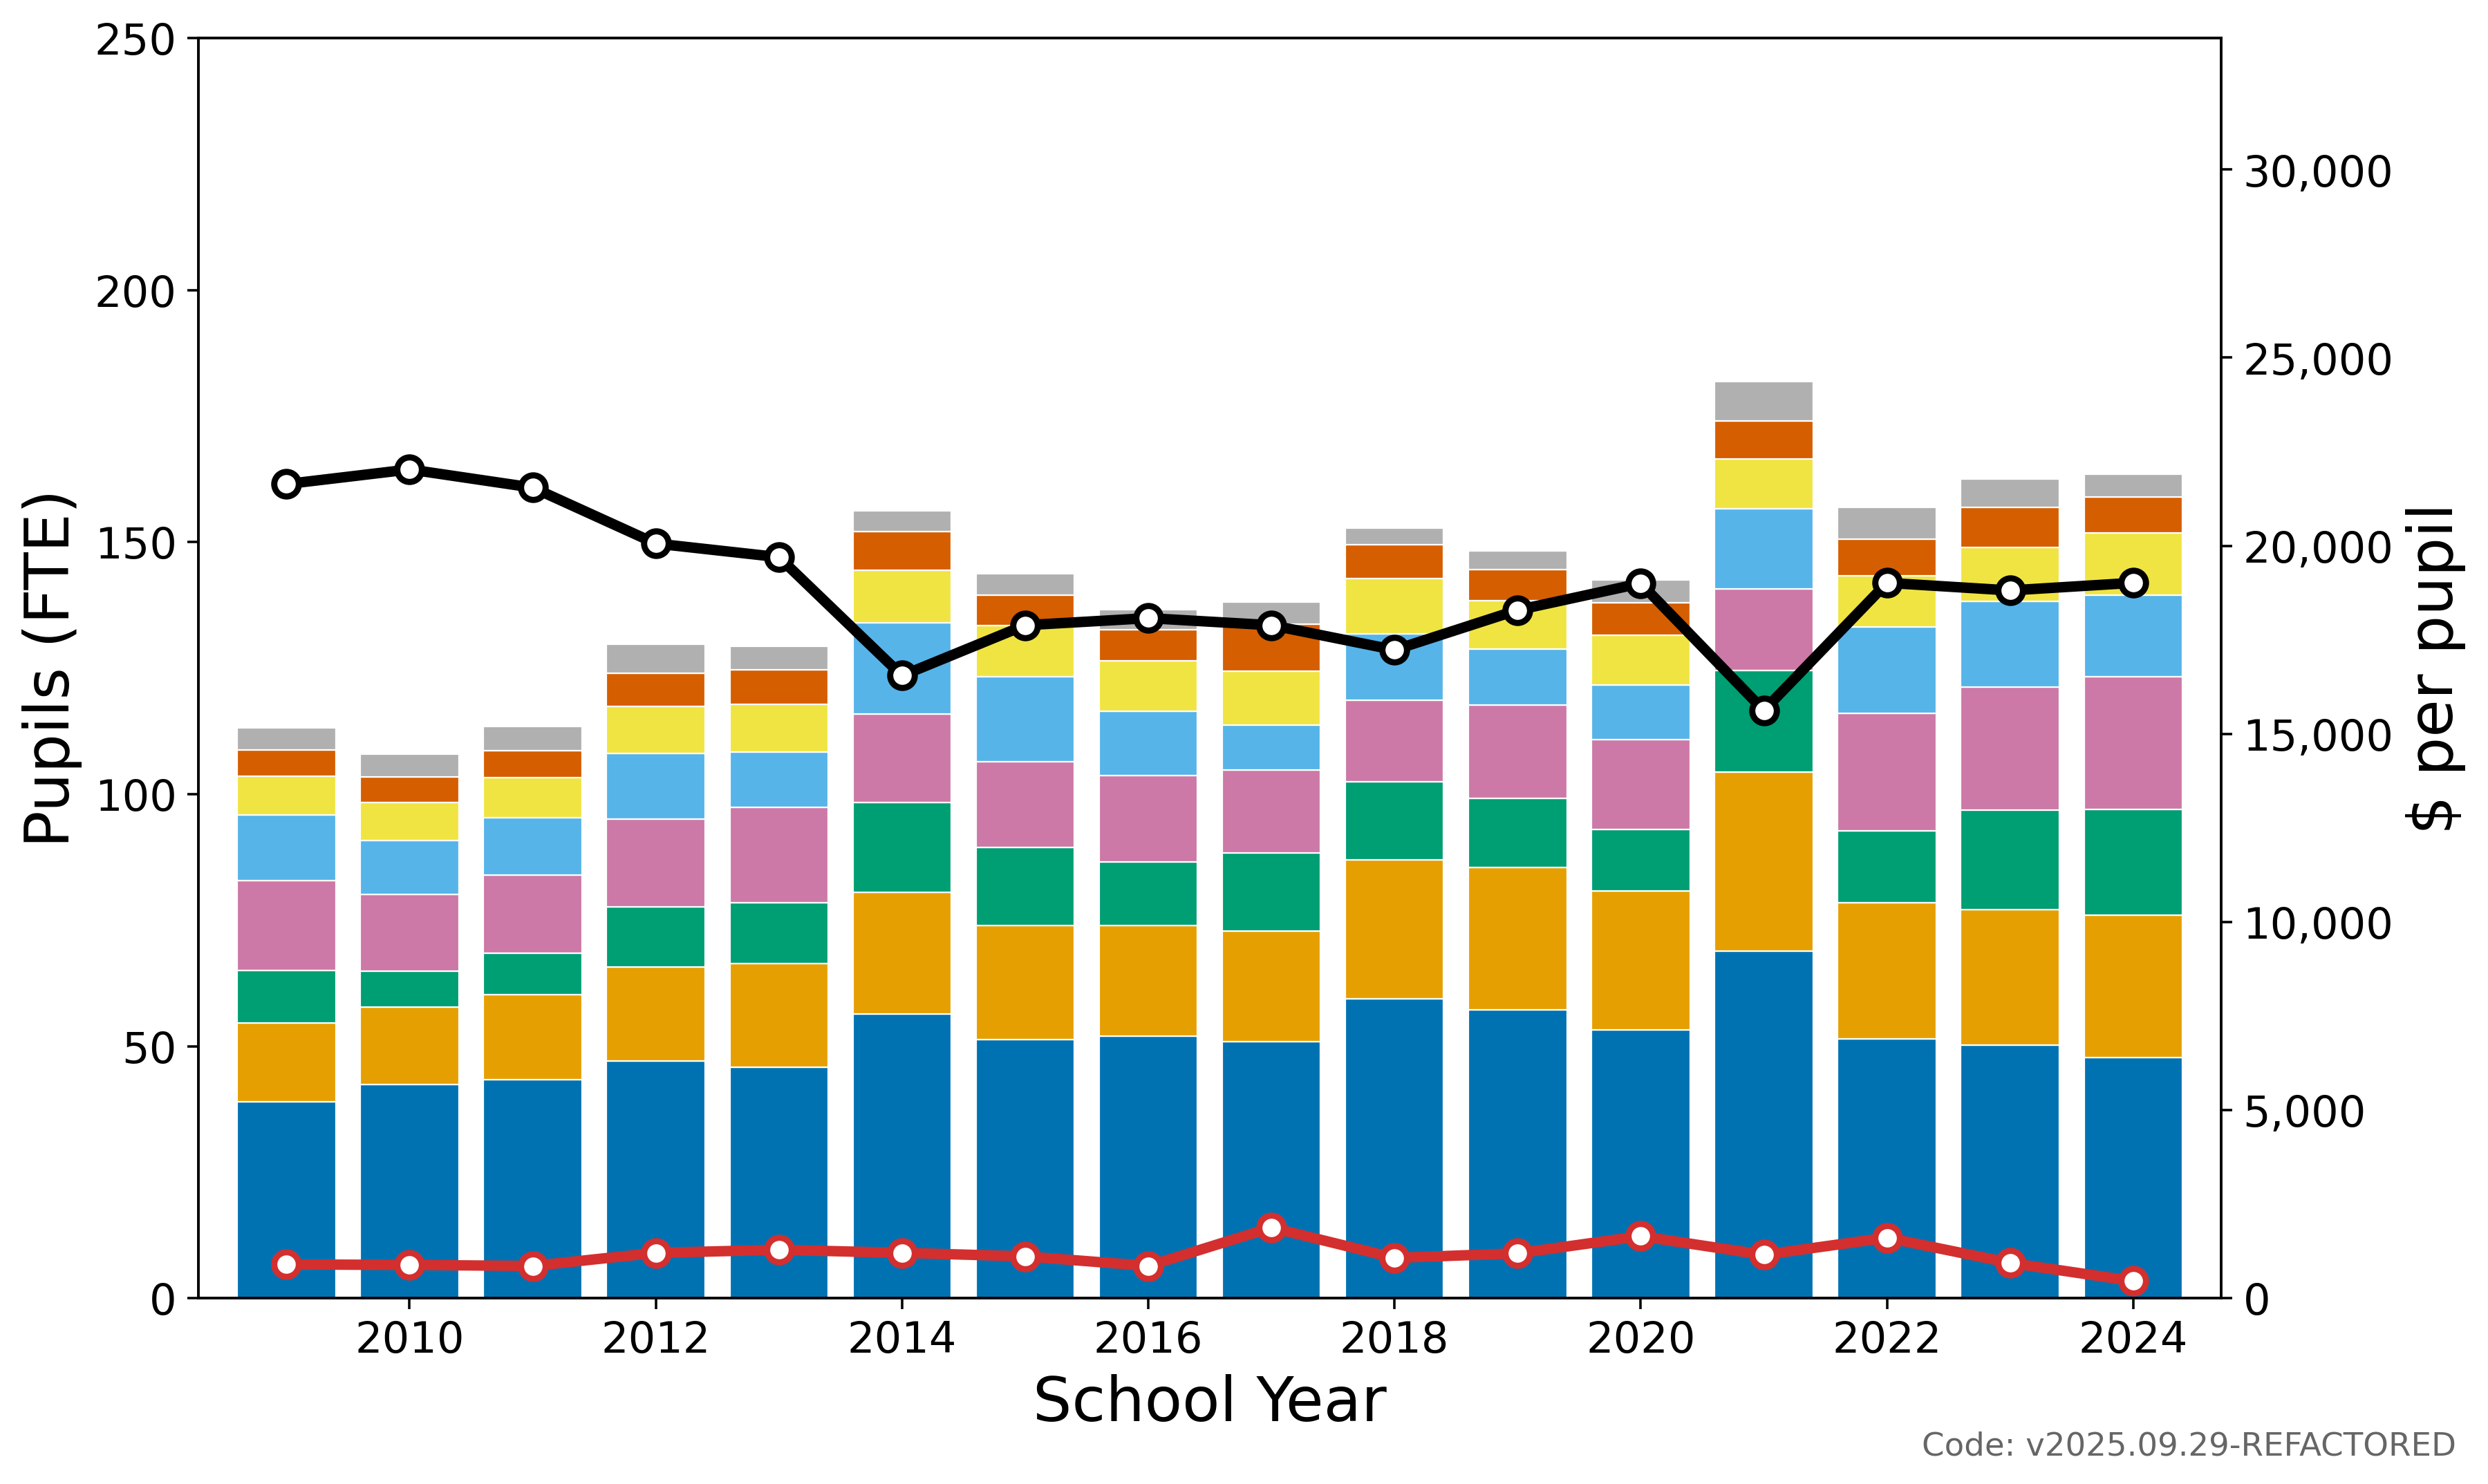 250
200
150
100
50
0
Pupils (FTE)
30,000
25,000
20,000
15,000
10,000
5,000
0
$ per pupil
2010 2012 2014 2016 2018 2020 2022 2024
School Year
Code: v2025.09.29-REFACTORED